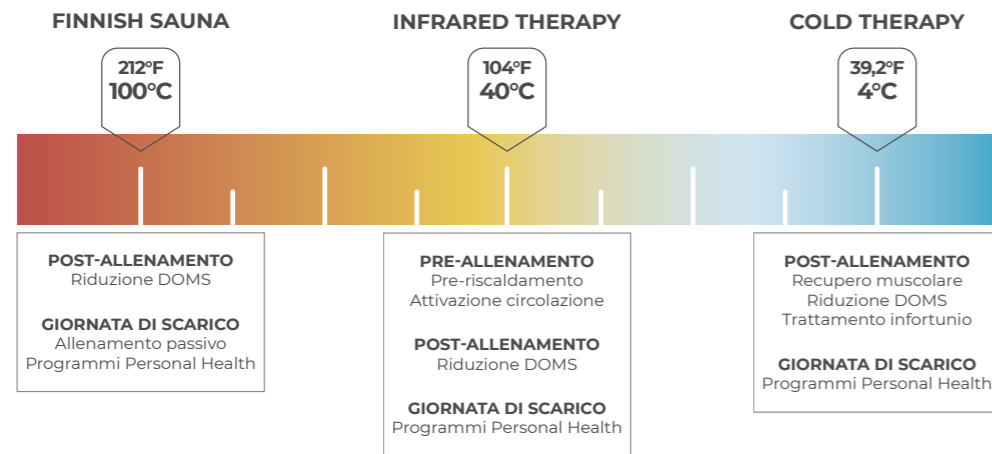 FINNISH SAUNA
212°F
100°C
POST-ALLENAMENTO
Riduzione DOMS
GIORNATA DI SCARICO
Allenamento passivo
Programmi Personal Health
INFRARED THERAPY
104°F
40°C
PRE-ALLENAMENTO
Pre-riscaldamento
Attivazione circolazione
POST-ALLENAMENTO
Riduzione DOMS
GIORNATA DI SCARICO
Programmi Personal Health
COLD THERAPY
39,2°F
4°C
POST-ALLENAMENTO
Recupero muscolare
Riduzione DOMS
Trattamento infortunio
GIORNATA DI SCARICO
Programmi Personal Health